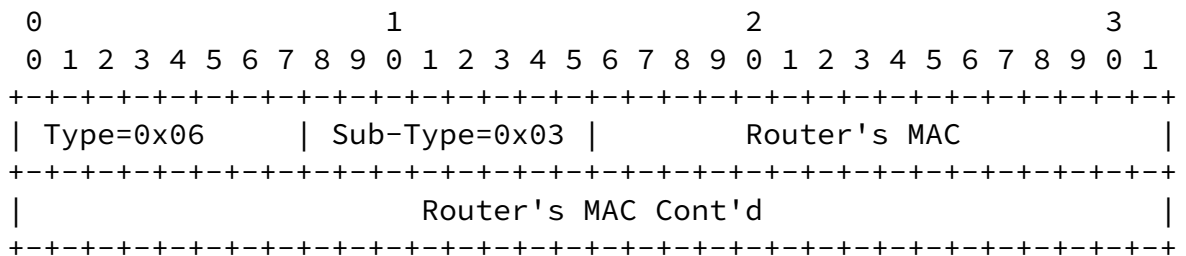 0                   1                   2                   3
 0 1 2 3 4 5 6 7 8 9 0 1 2 3 4 5 6 7 8 9 0 1 2 3 4 5 6 7 8 9 0 1
+-+-+-+-+-+-+-+-+-+-+-+-+-+-+-+-+-+-+-+-+-+-+-+-+-+-+-+-+-+-+-+-+
| Type=0x06     | Sub-Type=0x03 |        Router's MAC           |
+-+-+-+-+-+-+-+-+-+-+-+-+-+-+-+-+-+-+-+-+-+-+-+-+-+-+-+-+-+-+-+-+
|                      Router's MAC Cont'd                      |
+-+-+-+-+-+-+-+-+-+-+-+-+-+-+-+-+-+-+-+-+-+-+-+-+-+-+-+-+-+-+-+-+